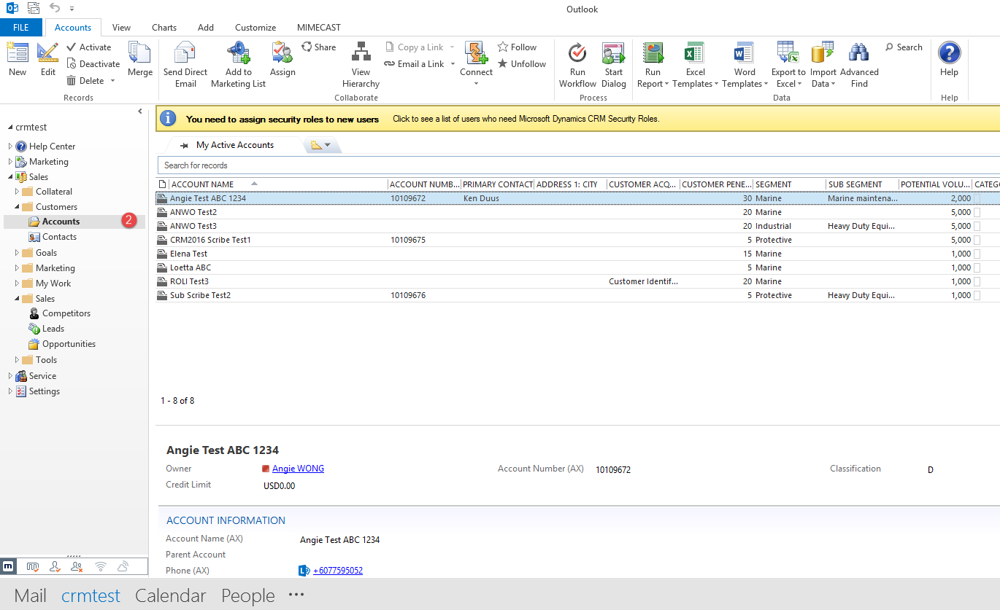 Outlook
FILE Accounts View Charts Add Customize MIMECAST
New
Edit
Activate
Deactivate
Delete
Merge
Records
Send Direct
Email
Add to
Marketing List
Assign
Share
View
Hierarchy
Copy a Link
Email a Link
Connect
Follow
Unfollow
Collaborate
Run
Workflow
Start
Dialog
Process
Run
Report
Excel
Templates
Word
Templates
Export to
Excel
Import
Data
Advanced
Find
Search
Data
Help
Help
crmtest
Help Center
Marketing
Sales
Collateral
Customers
Accounts 2
Contacts
Goals
Marketing
My Work
Sales
Competitors
Leads
Opportunities
Tools
Service
Settings
You need to assign security roles to new users Click to see a list of users who need Microsoft Dynamics CRM Security Roles.
My Active Accounts
Search for records
ACCOUNT NAME ACCOUNT NUMB... PRIMARY CONTACT ADDRESS 1: CITY CUSTOMER ACQ... CUSTOMER PENE... SEGMENT SUB SEGMENT POTENTIAL VOLU... CATEG
Angie Test ABC 1234 10109672 Ken Duus 30 Marine Marine maintena... 2,000
ANWO Test2 20 Marine 5,000
ANWO Test3 20 Industrial Heavy Duty Equi... 5,000
CRM2016 Scribe Test1 10109675 5 Protective 5,000
Elena Test 15 Marine 1,000
Loetta ABC 5 Marine 1,000
ROLI Test3 Customer Identif... 20 Marine 1,000
Sub Scribe Test2 10109676 5 Protective Heavy Duty Equi... 1,000
1 - 8 of 8
Angie Test ABC 1234
Owner Angie WONG Account Number (AX) 10109672 Classification D
Credit Limit USD0.00
ACCOUNT INFORMATION
Account Name (AX) Angie Test ABC 1234
Parent Account
Phone (AX) +6077595052
Mail crmtest Calendar People ...